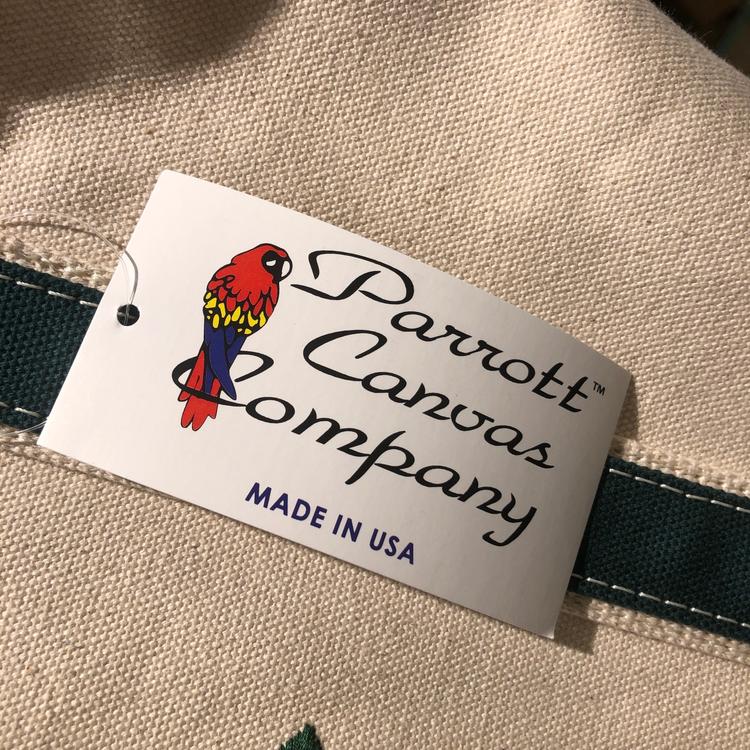 Parrott™
Canvas
Company
MADE IN USA